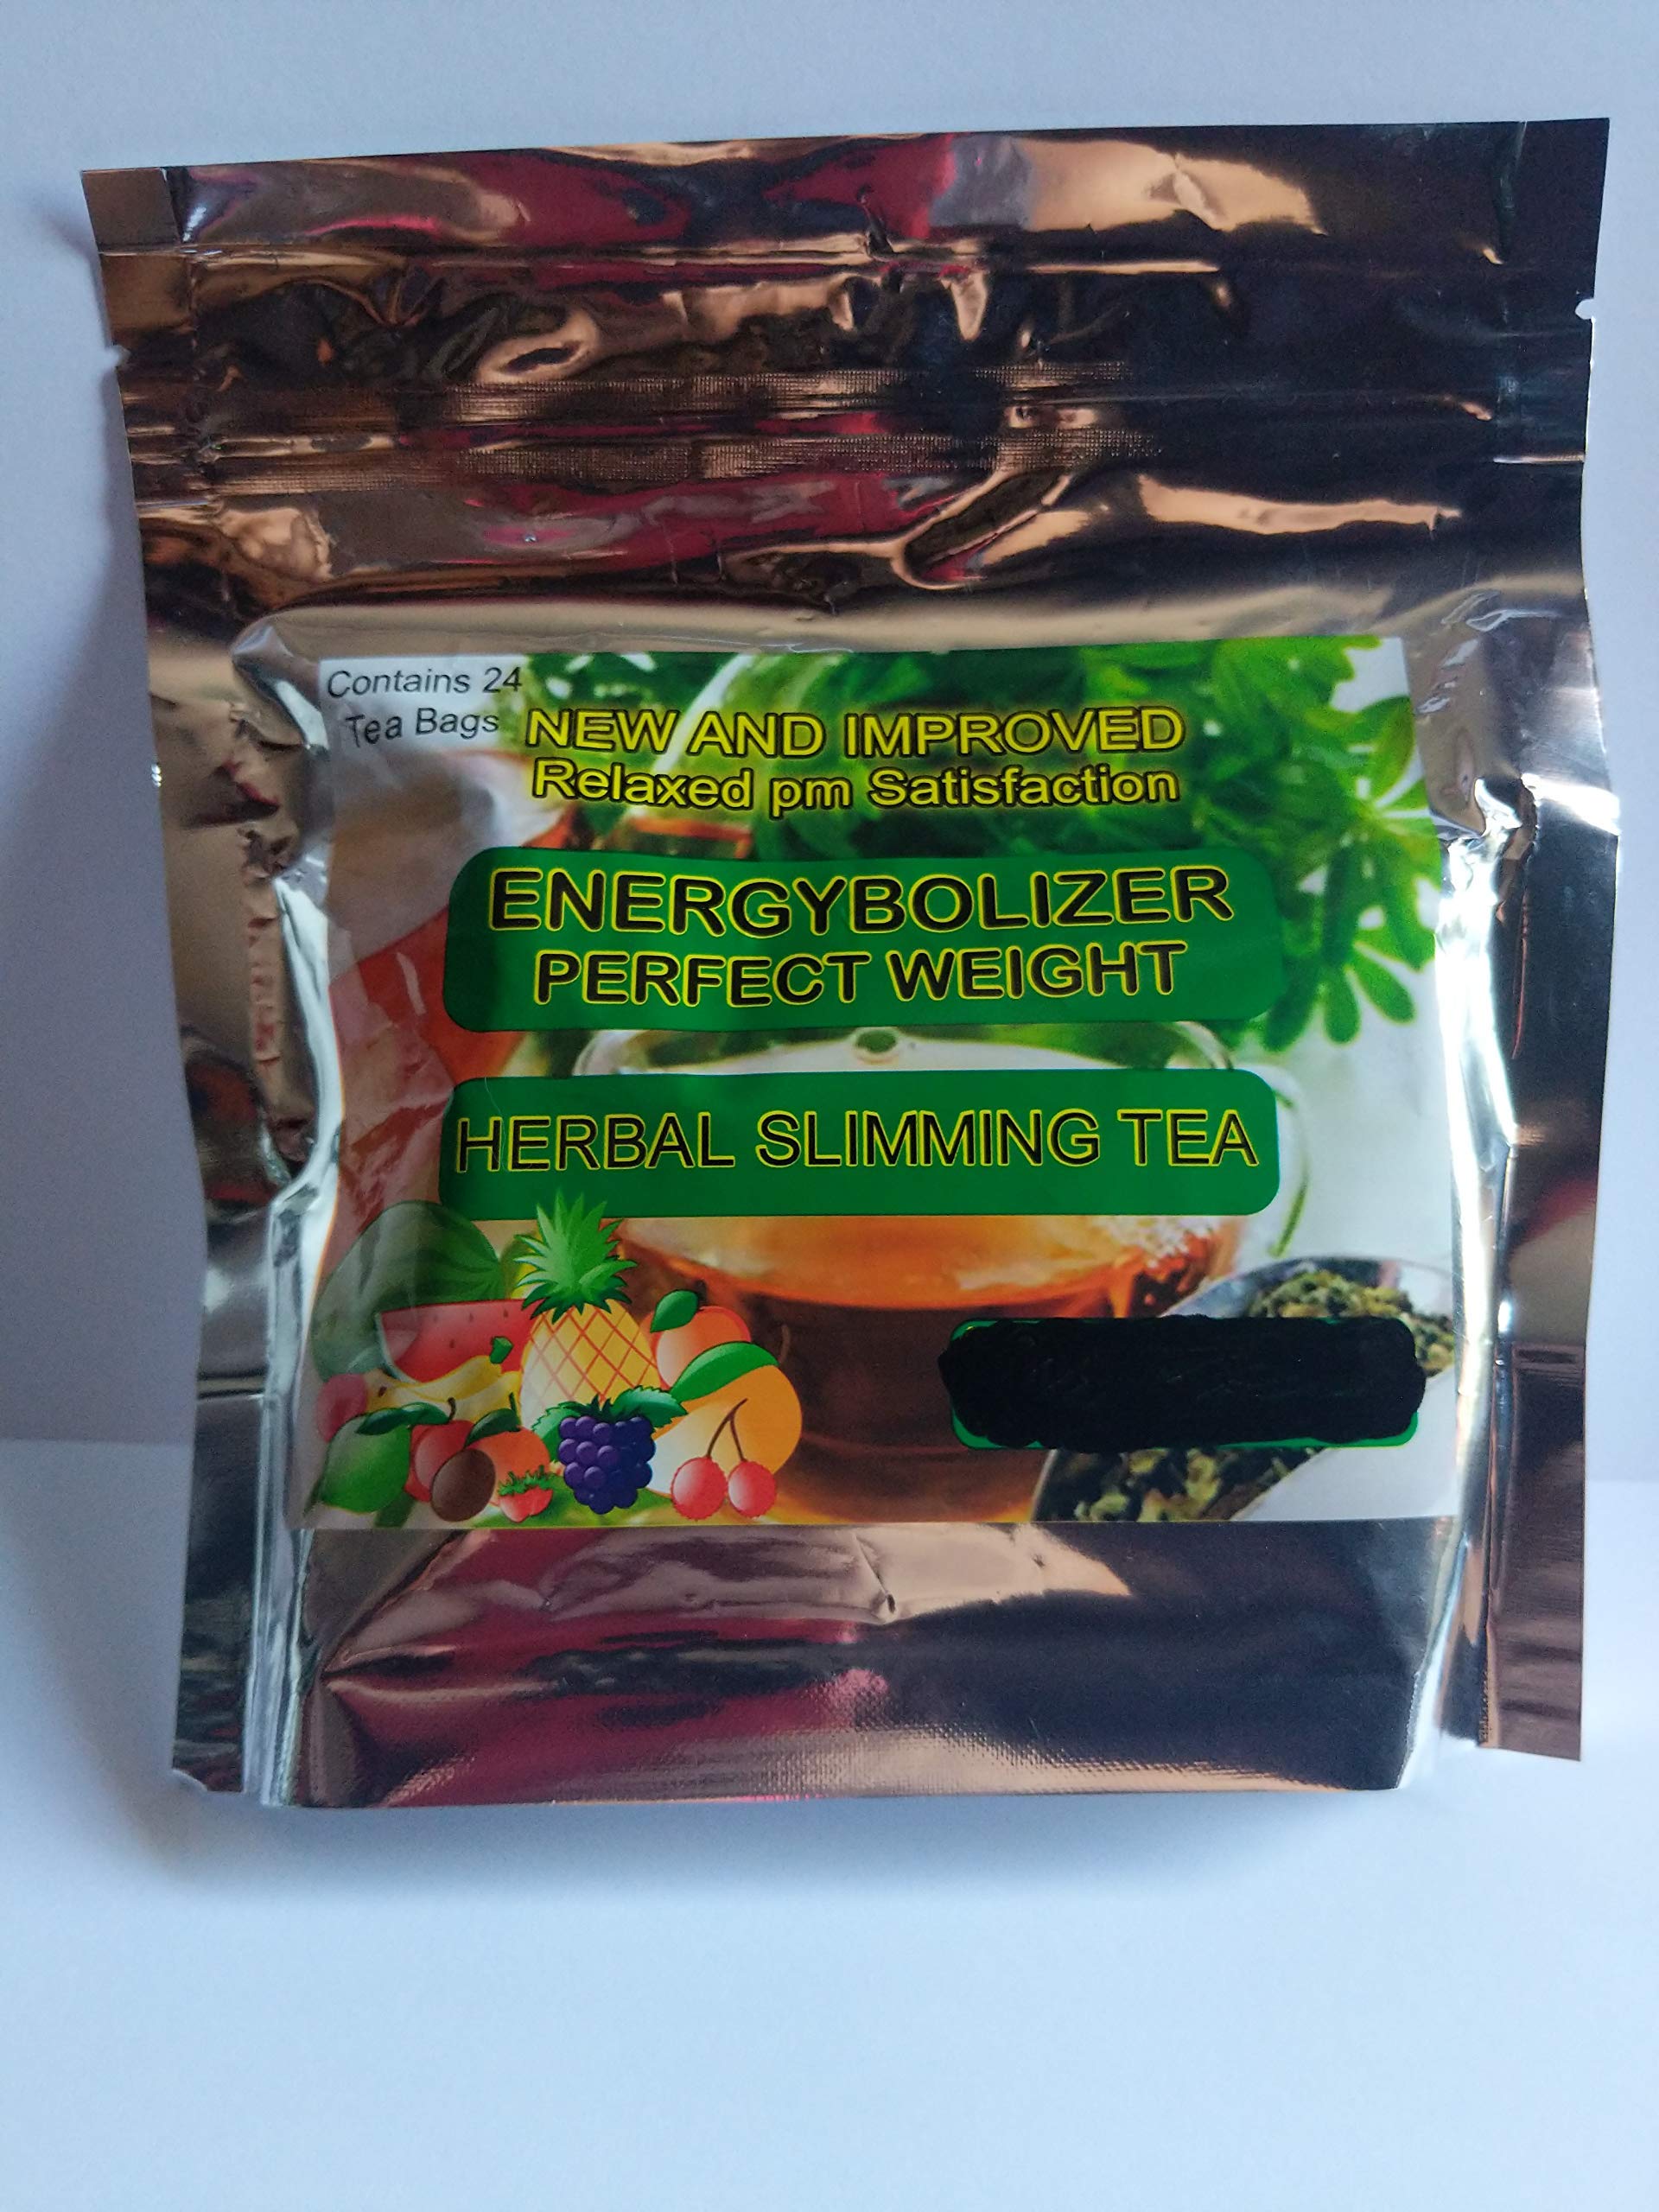 Contains 24
Tea Bags
NEW AND IMPROVED
Relaxed pm Satisfaction
ENERGYBOLIZER
PERFECT WEIGHT
HERBAL SLIMMING TEA